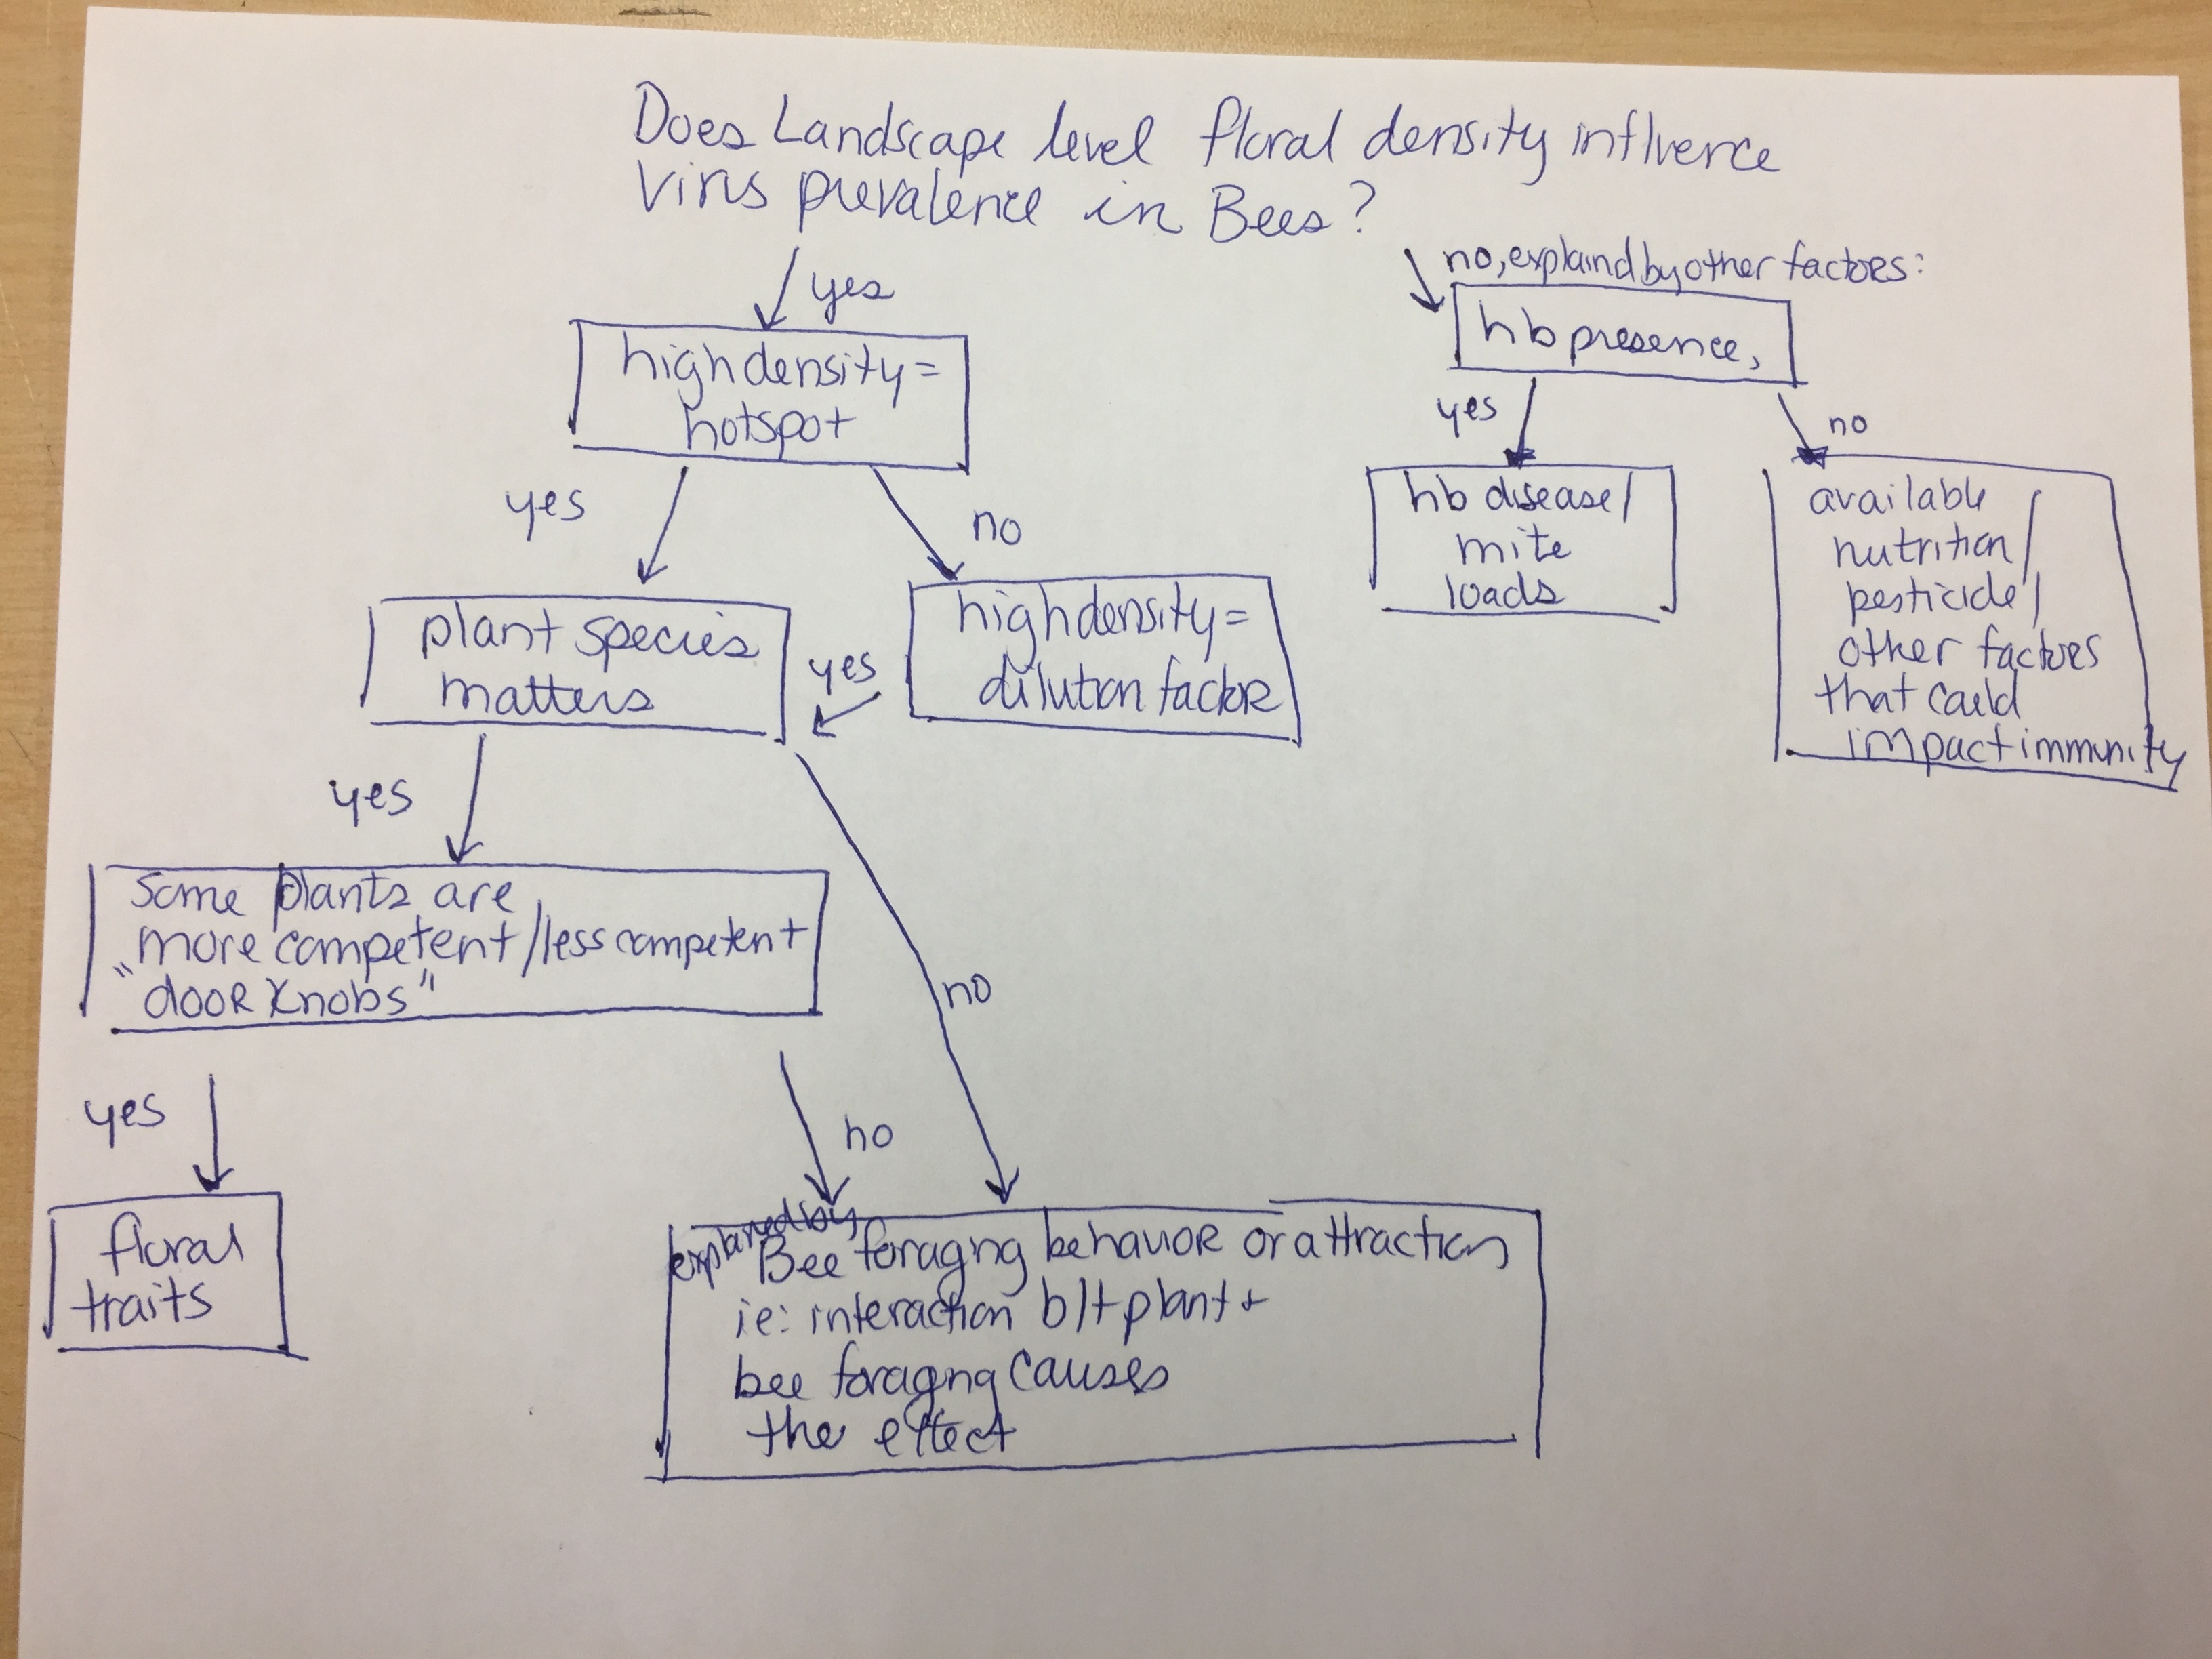 Does Landscape level floral density influence
Virus prevalence in Bees?
yes
no, explaind by other factors:
high density =
hotspot
hb presence,
yes
no
yes
no
hb disease/
mite
loads
available
nutrition/
pesticide/
other factors
that could
impact immunity
plant species
matters
yes
high density =
dilution factor
yes
no
Some plants are
more competent/less competent
"door knobs"
yes
no
floral
traits
explained by
Bee foraging behavior or attraction
ie: interaction b/t plant +
bee foraging causes
the effect